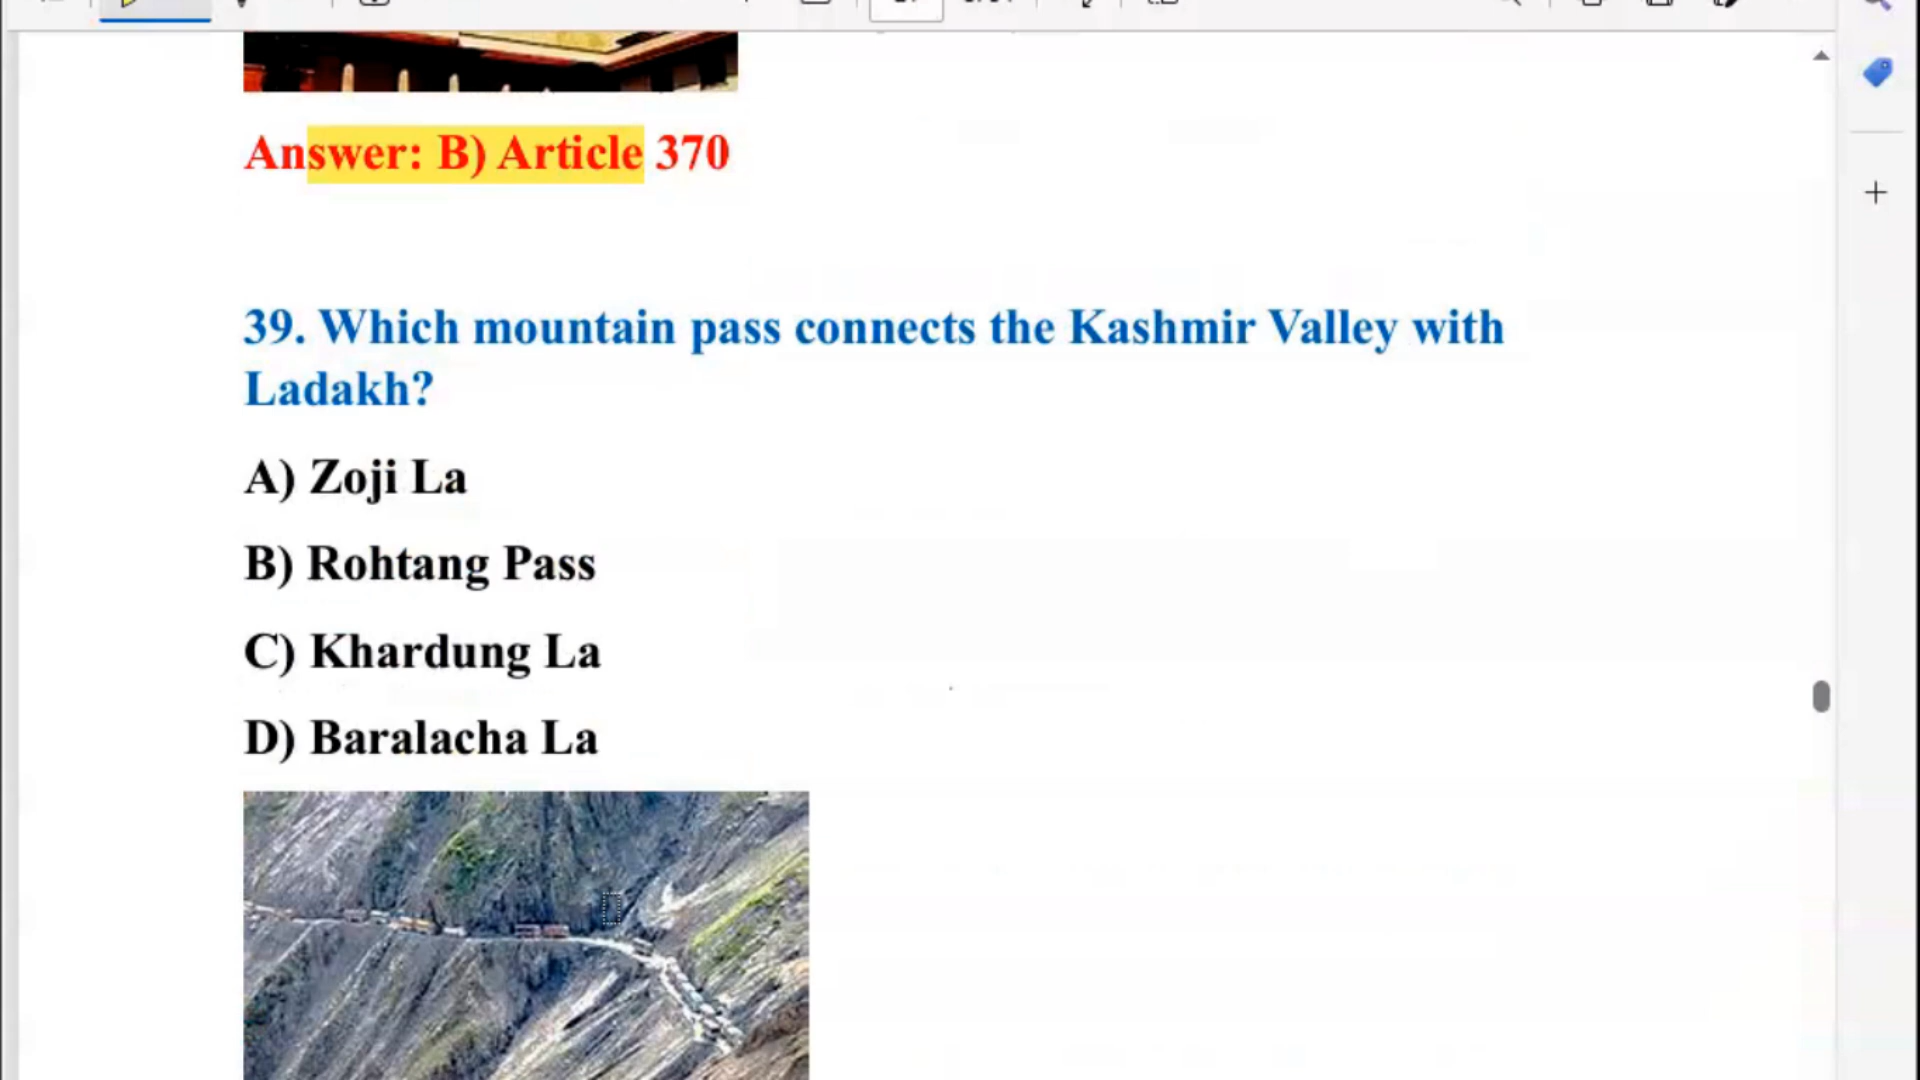 Answer: B) Article 370
39. Which mountain pass connects the Kashmir Valley with
Ladakh?
A) Zoji La
B) Rohtang Pass
C) Khardung La
D) Baralacha La